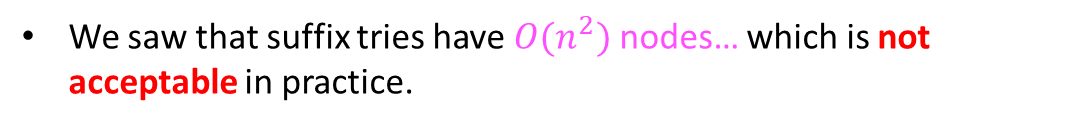 • We saw that suffix tries have O(n²) nodes... which is not
acceptable in practice.